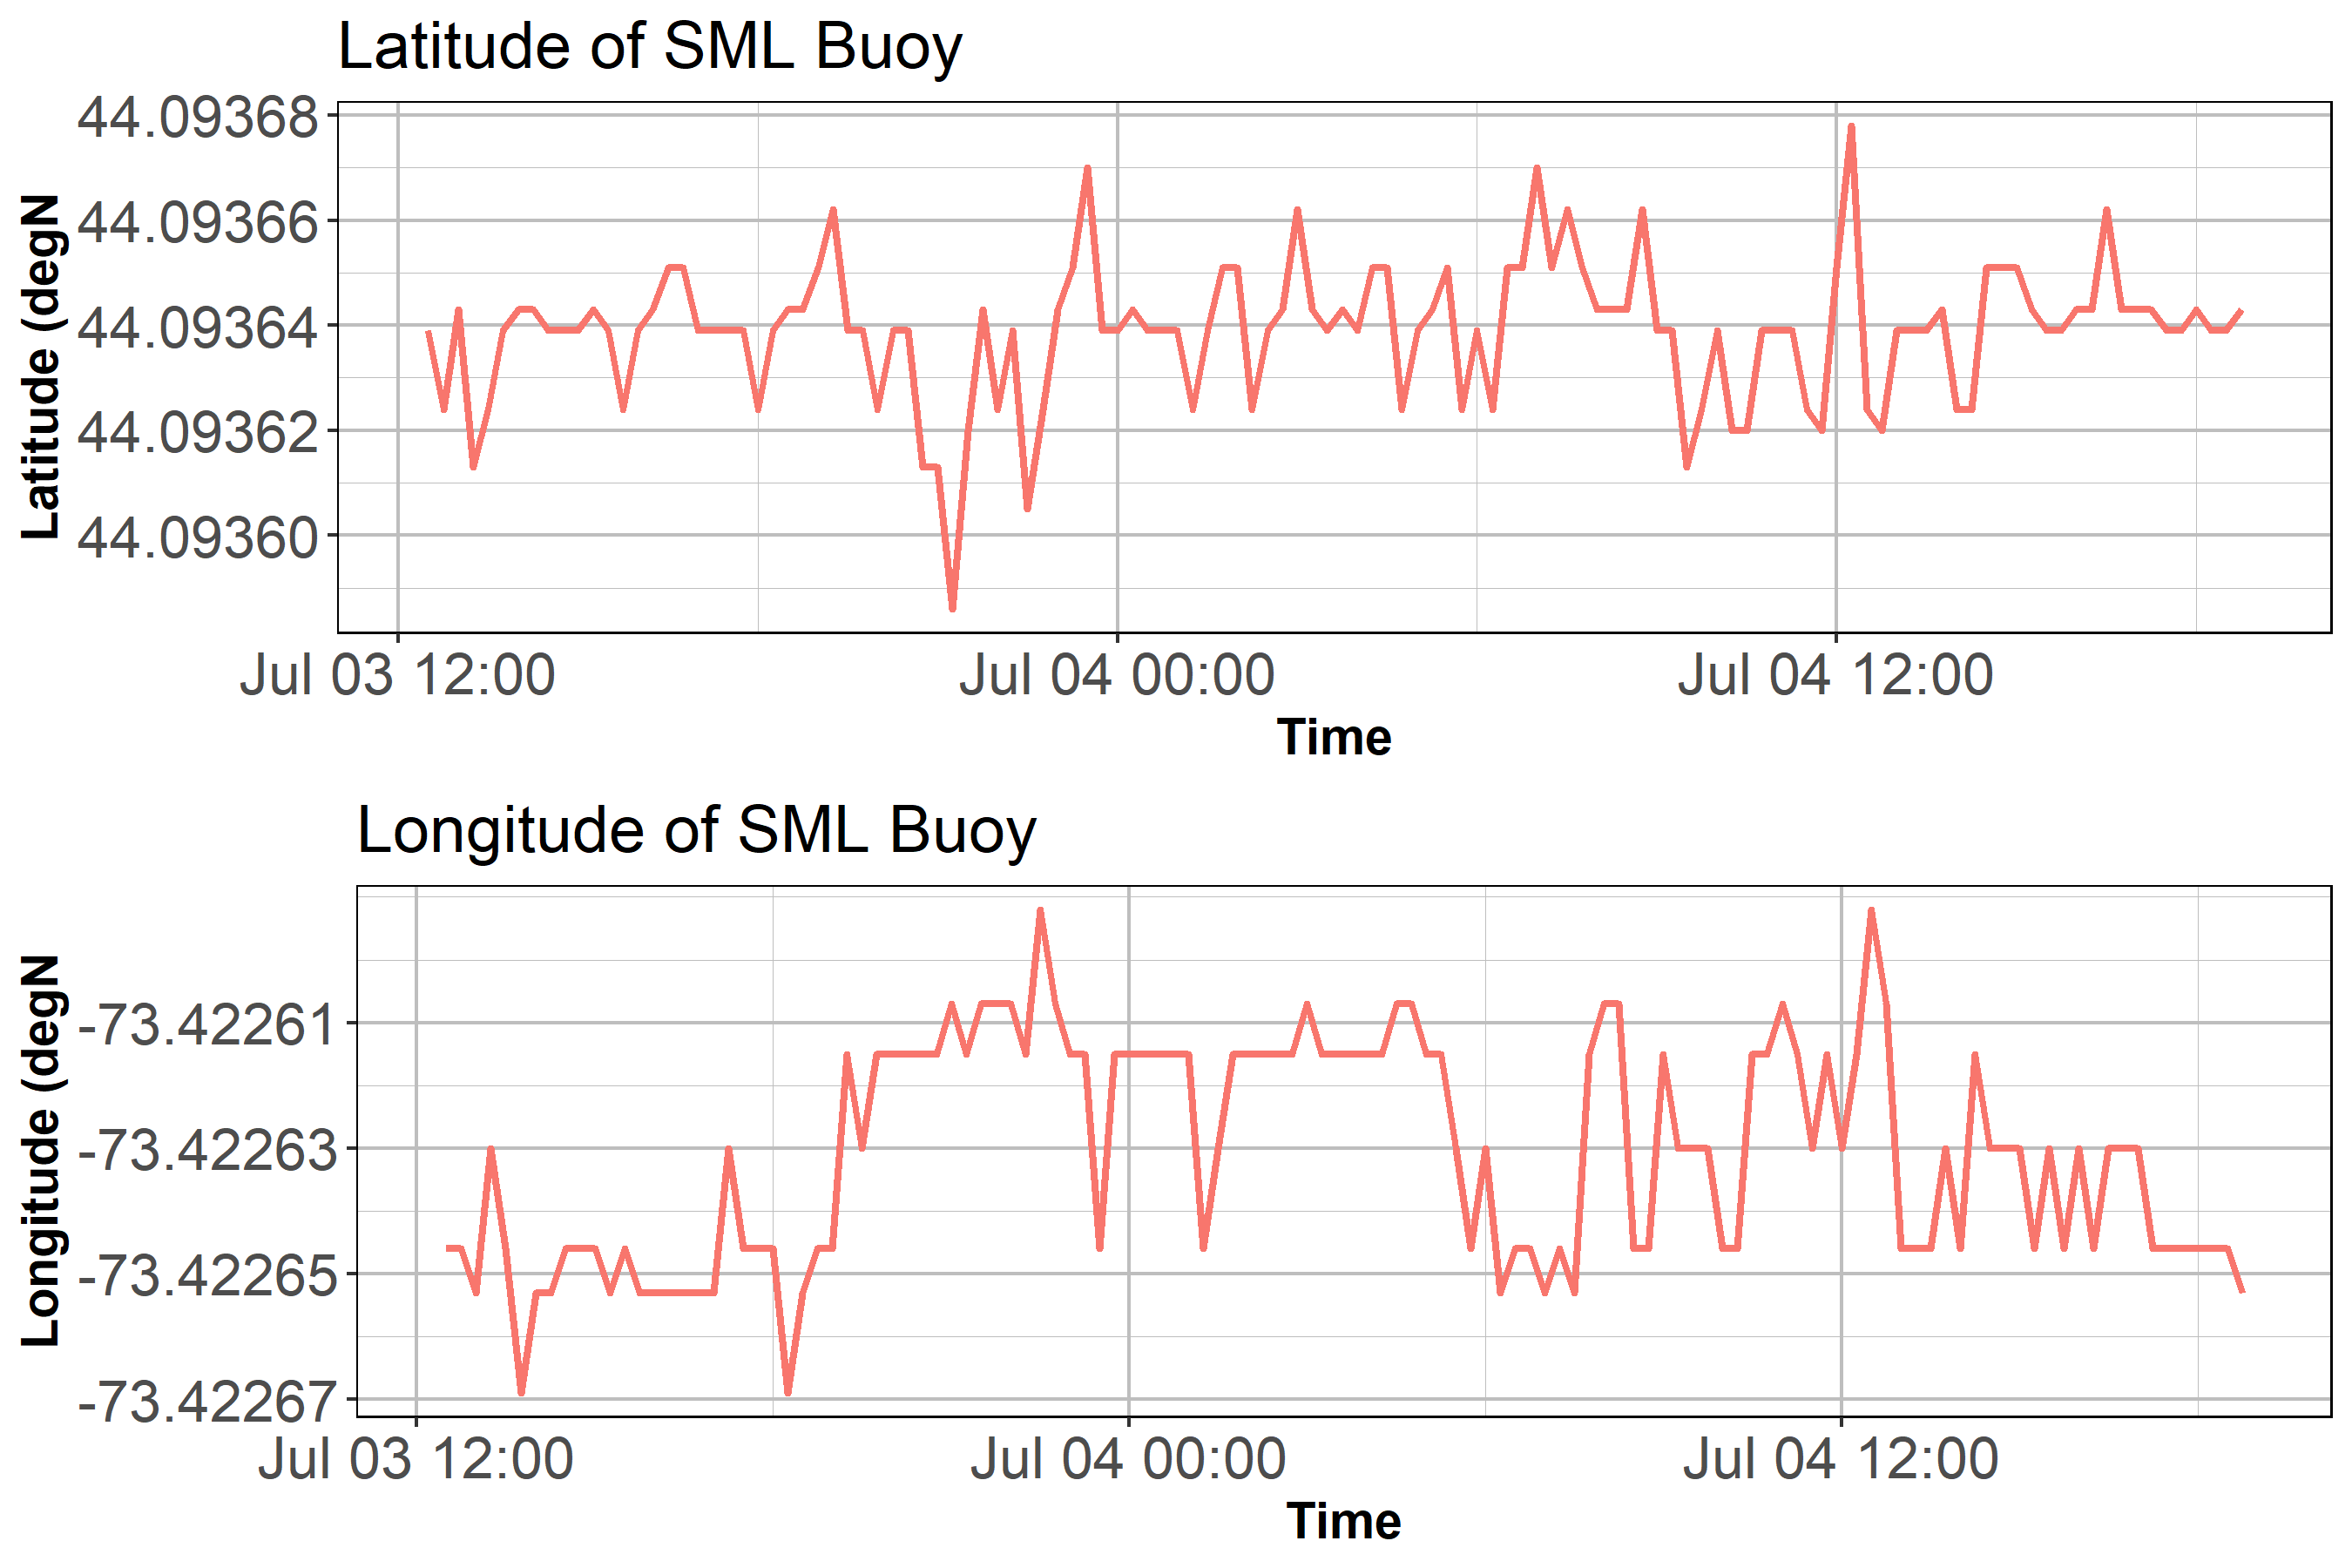 Latitude of SML Buoy
Latitude (degN
44.09368
44.09366
44.09364
44.09362
44.09360
Jul 03 12:00
Jul 04 00:00
Jul 04 12:00
Time
Longitude of SML Buoy
Longitude (degN
-73.42261
-73.42263
-73.42265
-73.42267
Jul 03 12:00
Jul 04 00:00
Jul 04 12:00
Time